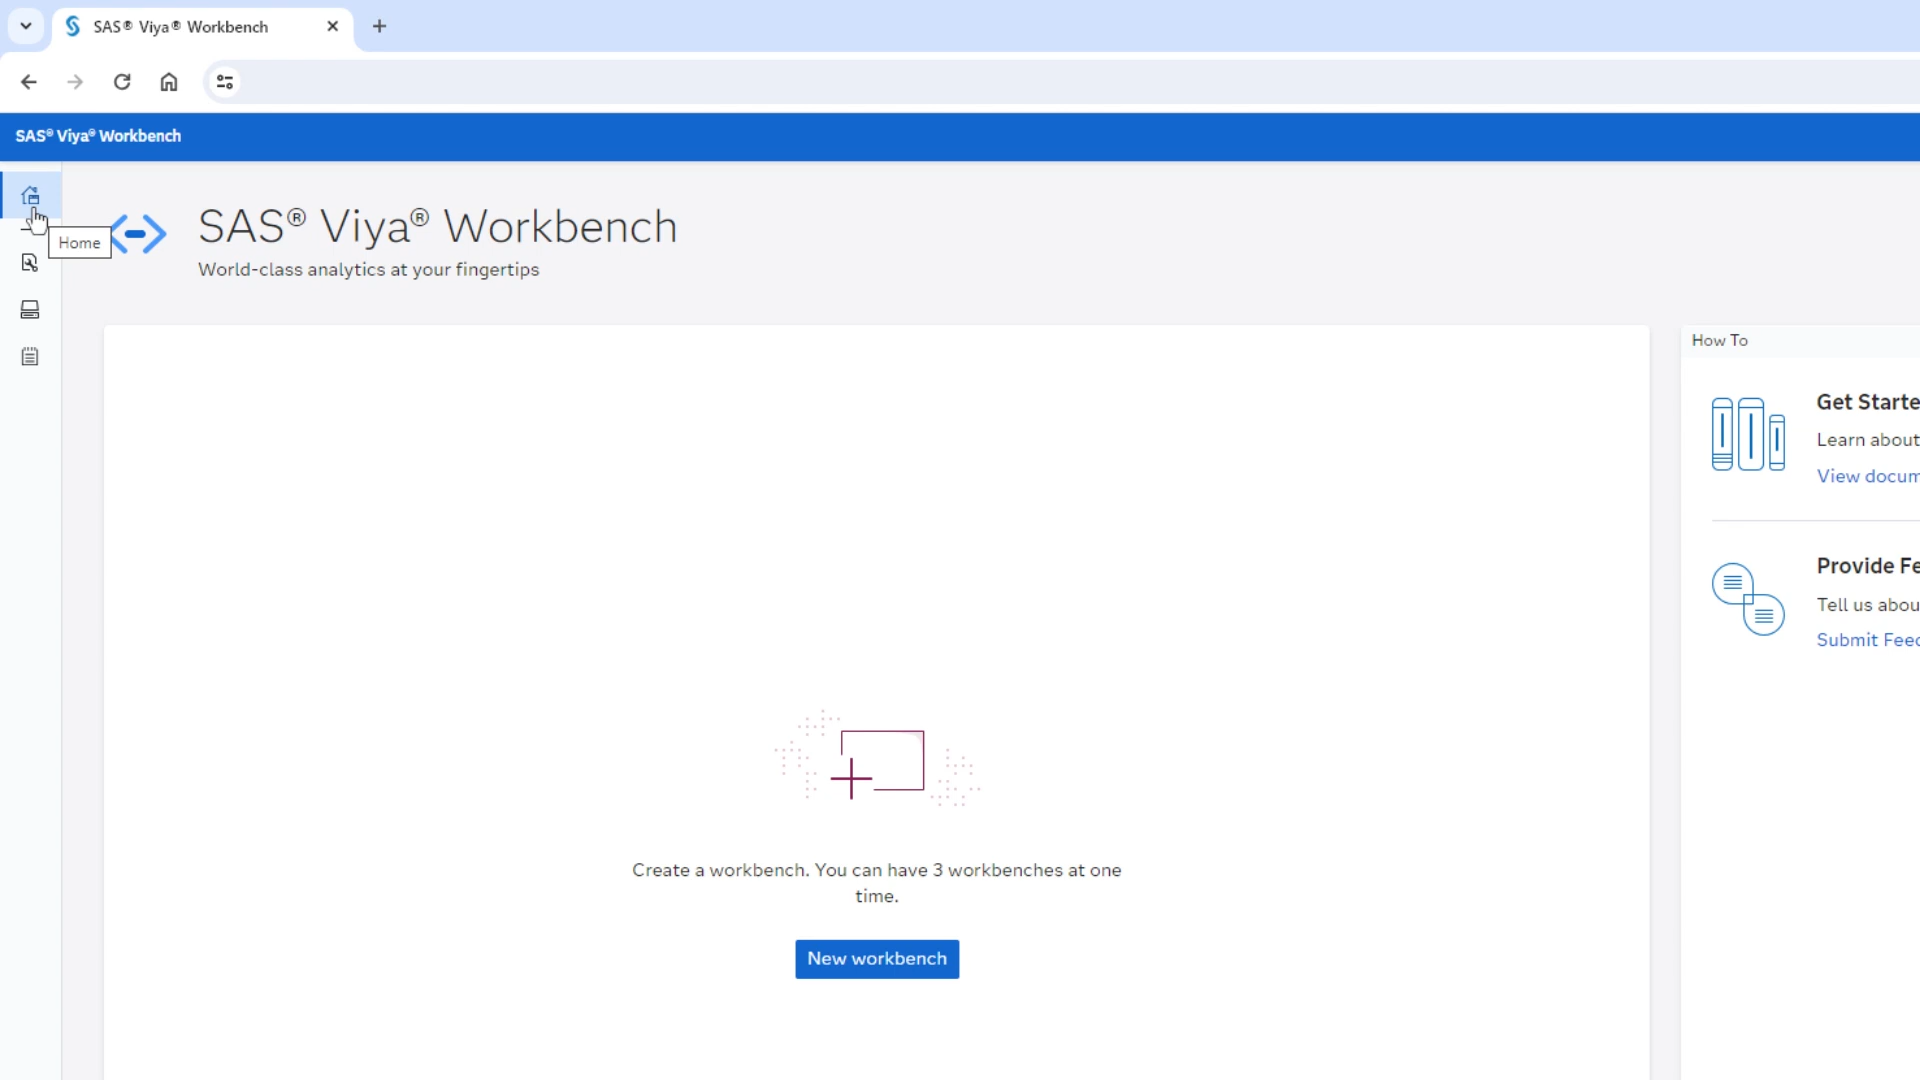 SAS® Viya® Workbench
SAS® Viya® Workbench
Home
SAS® Viya® Workbench
World-class analytics at your fingertips
How To
Get Starte
Learn about
View docum
Provide Fe
Tell us abou
Submit Feed
Create a workbench. You can have 3 workbenches at one
time.
New workbench